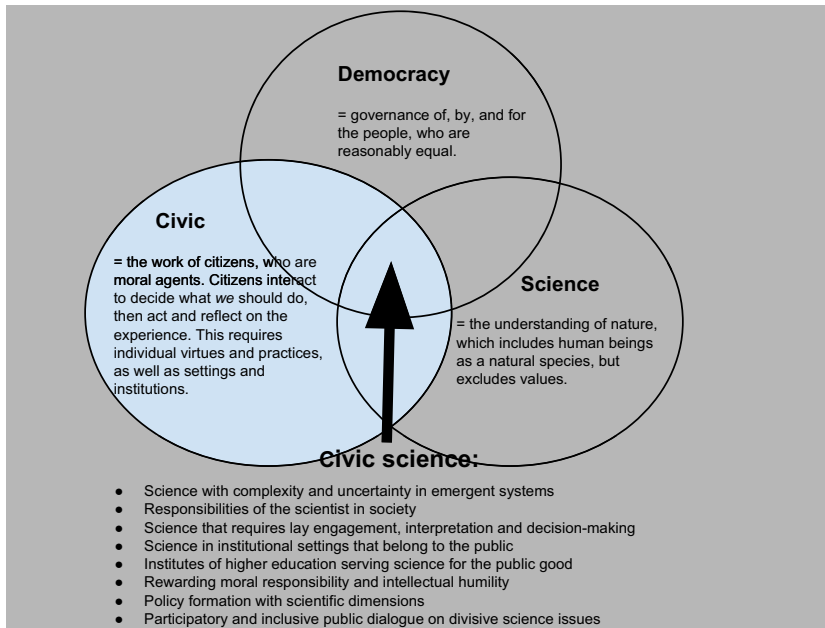 Democracy
= governance of, by, and for
the people, who are
reasonably equal.
Civic
= the work of citizens, who are
moral agents. Citizens interact
to decide what we should do,
then act and reflect on the
experience. This requires
individual virtues and practices,
as well as settings and
institutions.
Science
= the understanding of nature,
which includes human beings
as a natural species, but
excludes values.
Civic science:
● Science with complexity and uncertainty in emergent systems
● Responsibilities of the scientist in society
● Science that requires lay engagement, interpretation and decision-making
● Science in institutional settings that belong to the public
● Institutes of higher education serving science for the public good
● Rewarding moral responsibility and intellectual humility
● Policy formation with scientific dimensions
● Participatory and inclusive public dialogue on divisive science issues